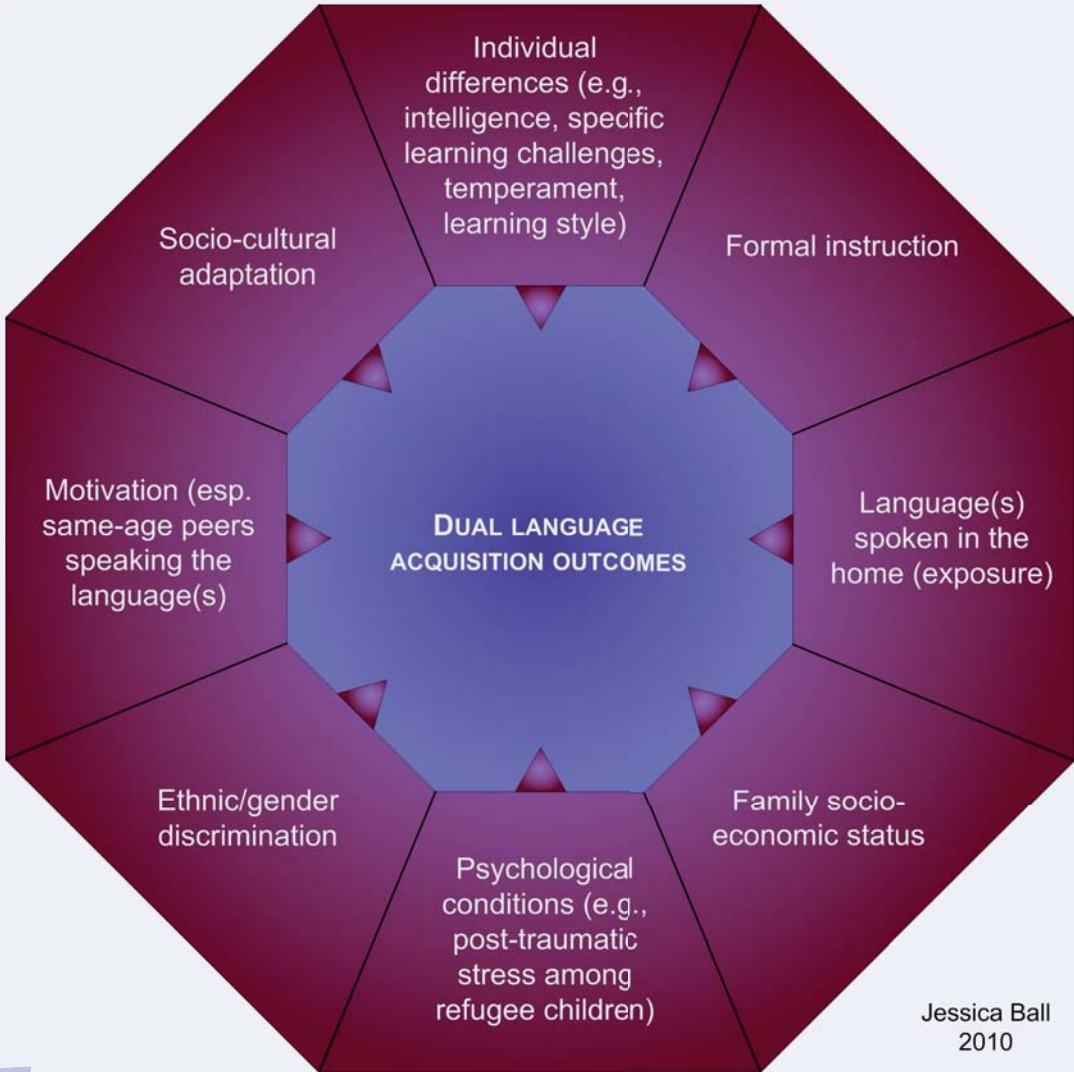 Individual
differences (e.g.,
intelligence, specific
learning challenges,
temperament,
learning style)
Formal instruction
Language(s)
spoken in the
home (exposure)
Family socio-
economic status
Psychological
conditions (e.g.,
post-traumatic
stress among
refugee children)
Ethnic/gender
discrimination
Motivation (esp.
same-age peers
speaking the
language(s)
Socio-cultural
adaptation
DUAL LANGUAGE
ACQUISITION OUTCOMES
Jessica Ball
2010